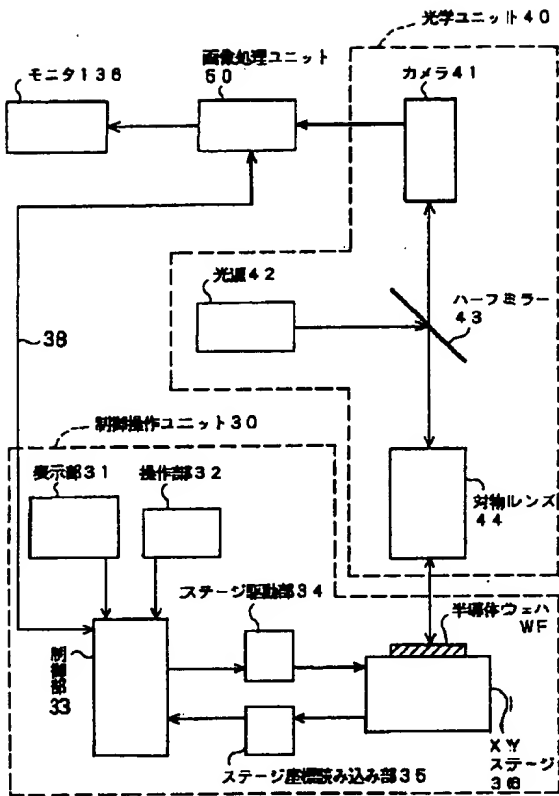 光学ユニット40
画像処理ユニット
50
モニタ136
カメラ41
光源42
ハーフミラー
43
38
制御操作ユニット30
表示部31
操作部32
対物レンズ
44
ステージ駆動部34
半導体ウェハ
WF
制御部
33
XY
ステージ
36
ステージ座標読み込み部35